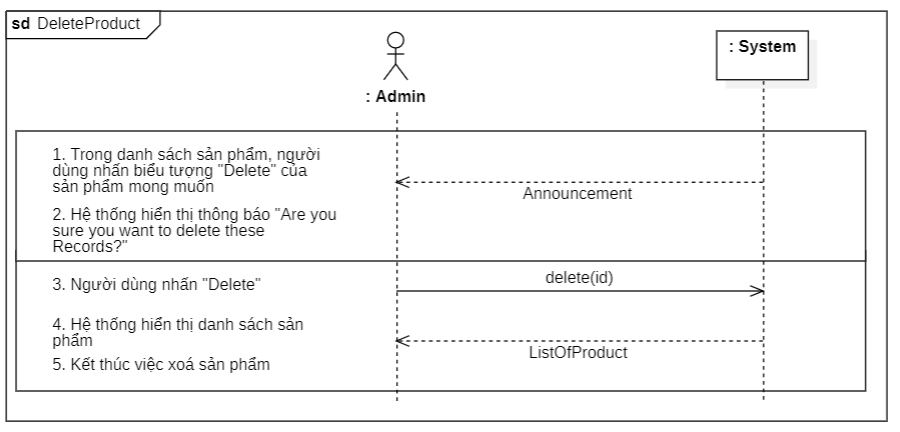 sd DeleteProduct
: Admin
: System
1. Trong danh sách sản phẩm, người
dùng nhấn biểu tượng "Delete" của
sản phẩm mong muốn
Announcement
2. Hệ thống hiển thị thông báo "Are you
sure you want to delete these
Records?"
3. Người dùng nhấn "Delete"
delete(id)
4. Hệ thống hiển thị danh sách sản
phẩm
ListOfProduct
5. Kết thúc việc xoá sản phẩm